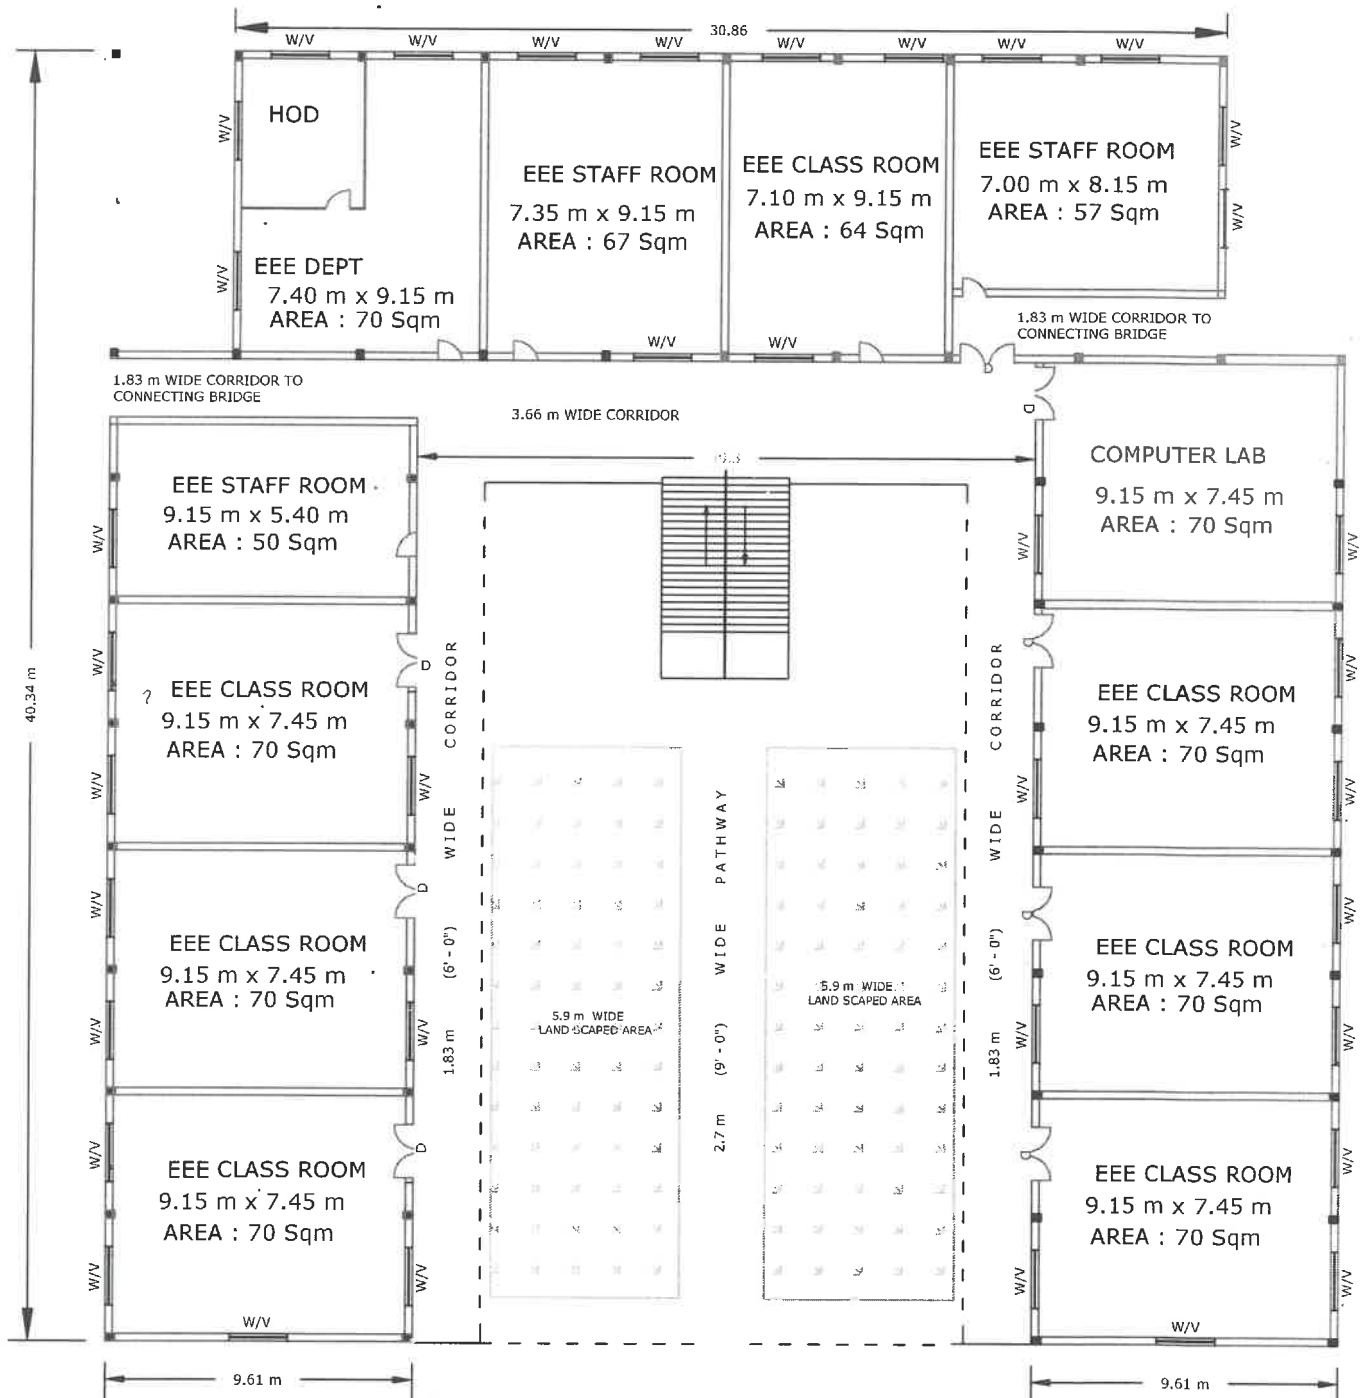 30.86
W/V W/V W/V W/V W/V W/V W/V W/V
HOD
W/V
W/V
EEE STAFF ROOM
7.35 m x 9.15 m
AREA : 67 Sqm
EEE CLASS ROOM
7.10 m x 9.15 m
AREA : 64 Sqm
EEE STAFF ROOM
7.00 m x 8.15 m
AREA : 57 Sqm
W/V
W/V
EEE DEPT
7.40 m x 9.15 m
AREA : 70 Sqm
W/V W/V
1.83 m WIDE CORRIDOR TO
CONNECTING BRIDGE
D
1.83 m WIDE CORRIDOR TO
CONNECTING BRIDGE
3.66 m WIDE CORRIDOR
D
40.34 m
EEE STAFF ROOM
9.15 m x 5.40 m
AREA : 50 Sqm
W/V
COMPUTER LAB
9.15 m x 7.45 m
AREA : 70 Sqm
W/V W/V
?
EEE CLASS ROOM
9.15 m x 7.45 m
AREA : 70 Sqm
W/V
W/V
D
W/V
EEE CLASS ROOM
9.15 m x 7.45 m
AREA : 70 Sqm
D
W/V
W/V
W/V
1.83 m (6' - 0") WIDE CORRIDOR
2.7 m (9' - 0") WIDE PATHWAY
1.83 m (6' - 0") WIDE CORRIDOR
EEE CLASS ROOM
9.15 m x 7.45 m
AREA : 70 Sqm
W/V
W/V
D
W/V
5.9 m WIDE
LAND SCAPED AREA
5.9 m WIDE
LAND SCAPED AREA
EEE CLASS ROOM
9.15 m x 7.45 m
AREA : 70 Sqm
D
W/V
W/V
W/V
EEE CLASS ROOM
9.15 m x 7.45 m
AREA : 70 Sqm
W/V
W/V
D
W/V
W/V
EEE CLASS ROOM
9.15 m x 7.45 m
AREA : 70 Sqm
D
W/V
W/V
W/V
W/V
9.61 m
9.61 m